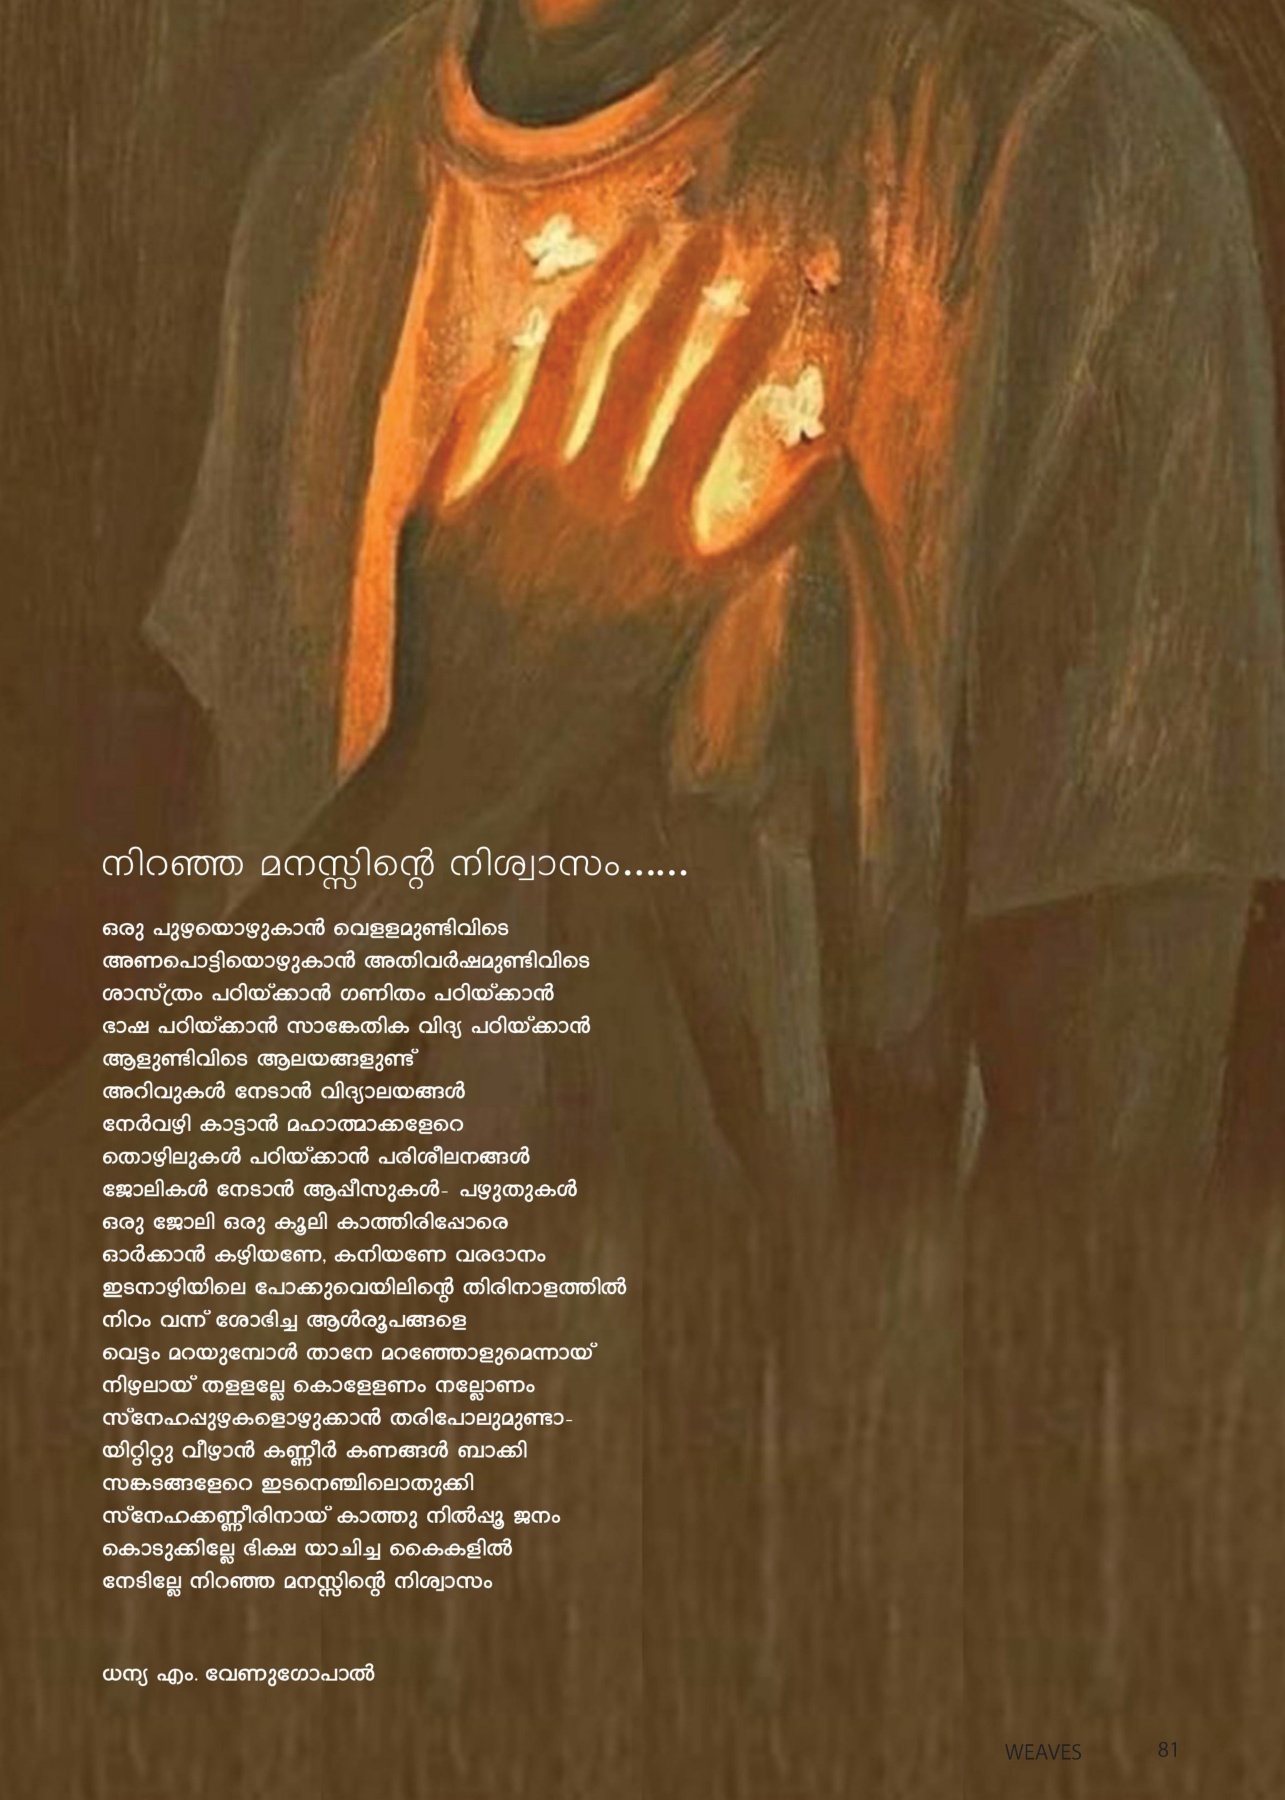 നിറഞ്ഞ മനസ്സിന്റെ നിശ്വാസം......
ഒരു പുഴയൊഴുകാൻ വെളളമുണ്ടിവിടെ
അണപൊട്ടിയൊഴുകാൻ അതിവർഷമുണ്ടിവിടെ
ശാസ്ത്രം പഠിയ്ക്കാൻ ഗണിതം പഠിയ്ക്കാൻ
ഭാഷ പഠിയ്ക്കാൻ സാങ്കേതിക വിദ്യ പഠിയ്ക്കാൻ
ആളുണ്ടിവിടെ ആലയങ്ങളുണ്ട്
അറിവുകൾ നേടാൻ വിദ്യാലയങ്ങൾ
നേർവഴി കാട്ടാൻ മഹാത്മാക്കളേറെ
തൊഴിലുകൾ പഠിയ്ക്കാൻ പരിശീലനങ്ങൾ
ജോലികൾ നേടാൻ ആപ്പീസുകൾ- പഴുതുകൾ
ഒരു ജോലി ഒരു കൂലി കാത്തിരിപ്പോരെ
ഓർക്കാൻ കഴിയണേ, കനിയണേ വരദാനം
ഇടനാഴിയിലെ പോക്കുവെയിലിന്റെ തിരിനാളത്തിൽ
നിറം വന്ന് ശോഭിച്ച ആൾരൂപങ്ങളെ
വെട്ടം മറയുമ്പോൾ താനേ മറഞ്ഞോളുമെന്നായ്
നിഴലായ് തളളല്ലേ കൊളേളണം നല്ലോണം
സ്നേഹപ്പുഴകളൊഴുക്കാൻ തരിപോലുമുണ്ടാ-
യിറ്റിറ്റു വീഴാൻ കണ്ണീർ കണങ്ങൾ ബാക്കി
സങ്കടങ്ങളേറെ ഇടനെഞ്ചിലൊതുക്കി
സ്നേഹക്കണ്ണീരിനായ് കാത്തു നിൽപ്പൂ ജനം
കൊടുക്കില്ലേ ഭിക്ഷ യാചിച്ച കൈകളിൽ
നേടില്ലേ നിറഞ്ഞ മനസ്സിന്റെ നിശ്വാസം
ധന്യ എം. വേണുഗോപാൽ
WEAVES 81